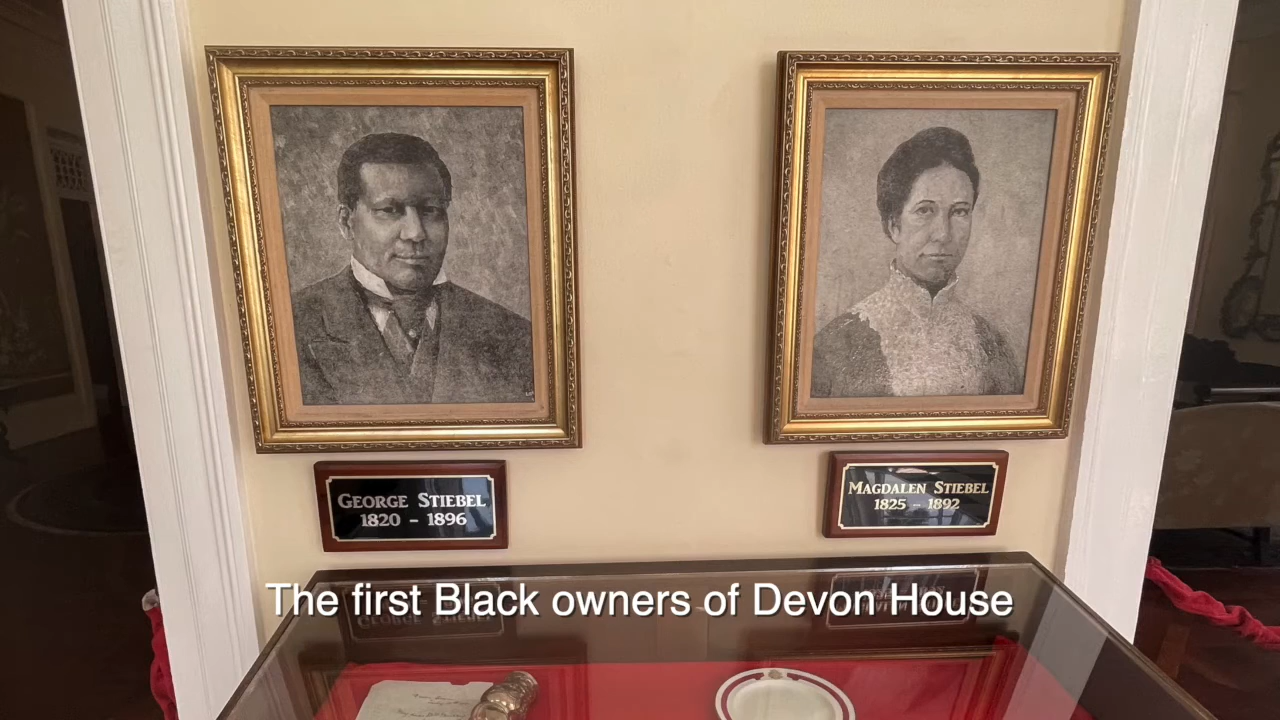 GEORGE STIEBEL
1820 - 1896
MAGDALEN STIEBEL
1825 - 1892
The first Black owners of Devon House